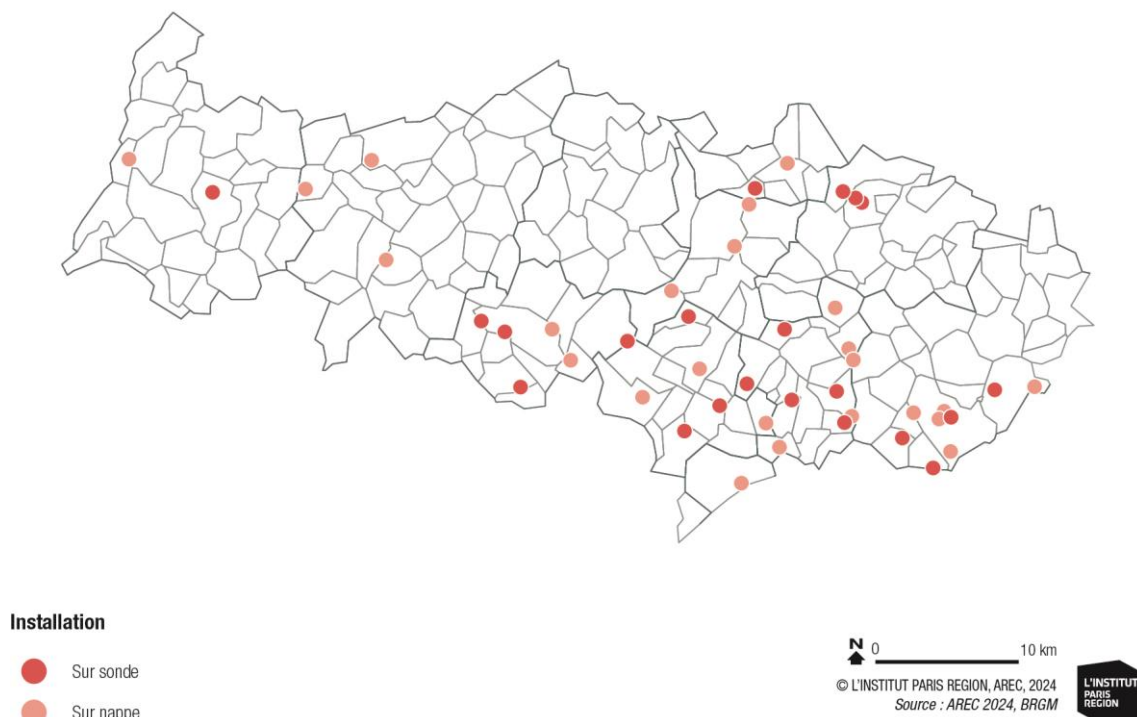 Installation
Sur sonde
Sur nappe
N 0 10 km
© L'INSTITUT PARIS REGION, AREC, 2024
Source : AREC 2024, BRGM
L'INSTITUT
PARIS
REGION